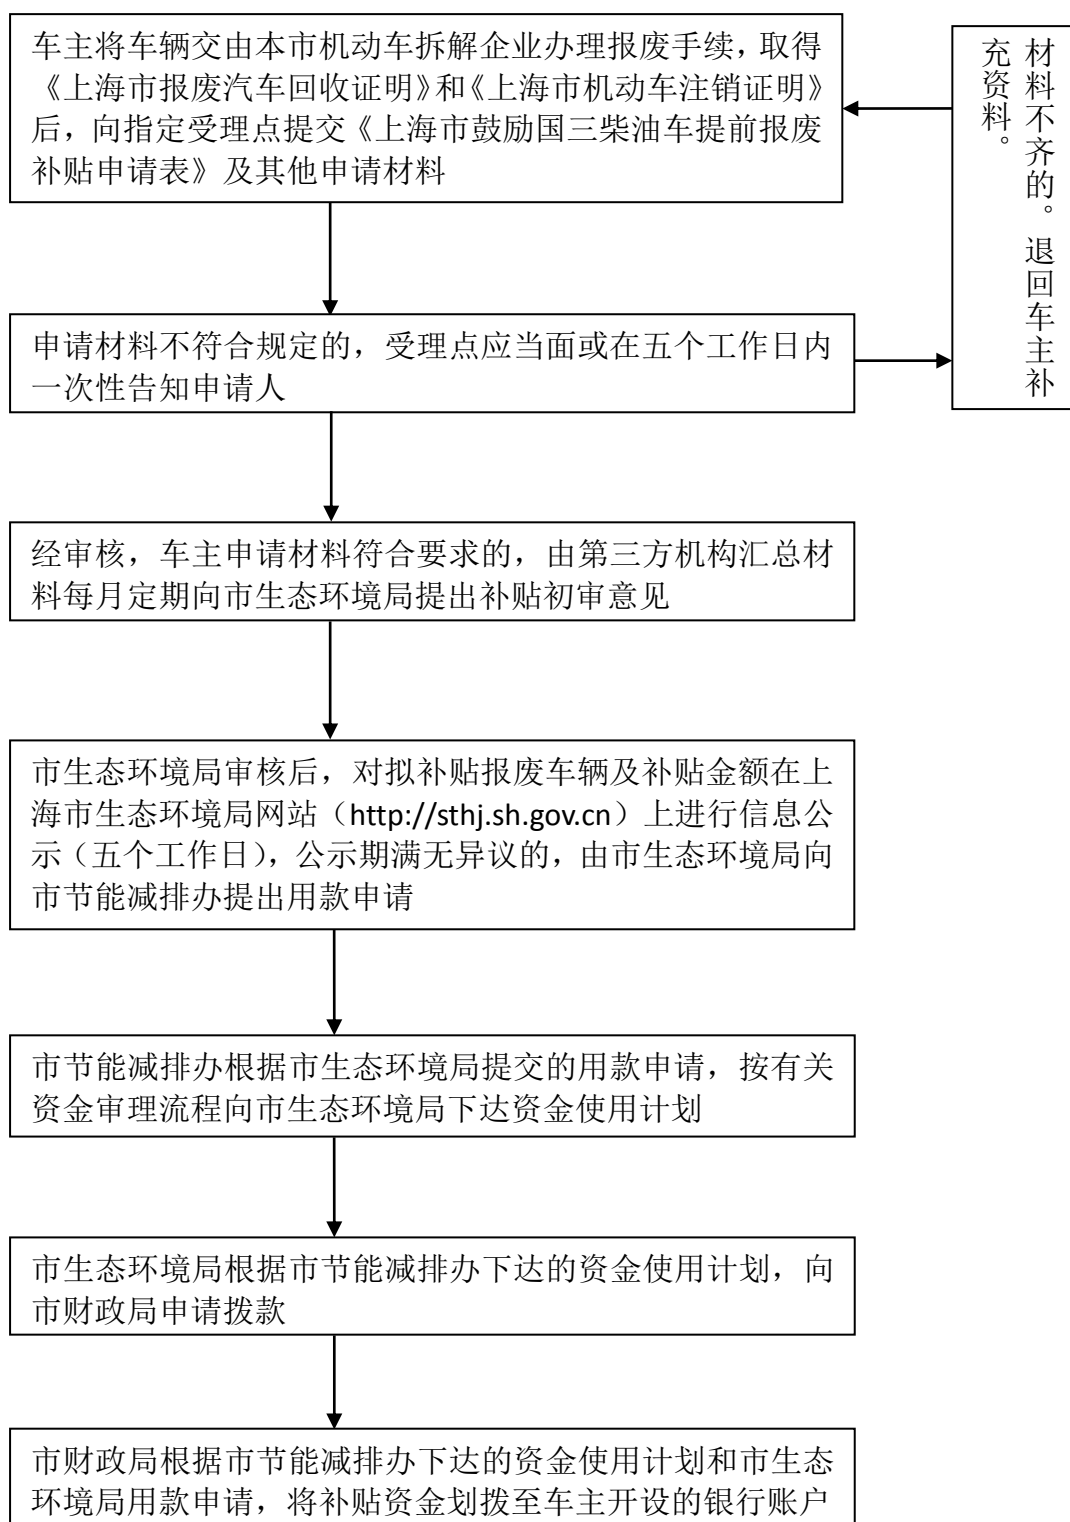 车主将车辆交由本市机动车拆解企业办理报废手续，取得
《上海市报废汽车回收证明》和《上海市机动车注销证明》
后，向指定受理点提交《上海市鼓励国三柴油车提前报废
补贴申请表》及其他申请材料
材料不齐的。退回车主补
充资料。
申请材料不符合规定的，受理点应当面或在五个工作日内
一次性告知申请人
经审核，车主申请材料符合要求的，由第三方机构汇总材
料每月定期向市生态环境局提出补贴初审意见
市生态环境局审核后，对拟补贴报废车辆及补贴金额在上
海市生态环境局网站（http://sthj.sh.gov.cn）上进行信息公
示（五个工作日），公示期满无异议的，由市生态环境局向
市节能减排办提出用款申请
市节能减排办根据市生态环境局提交的用款申请，按有关
资金审理流程向市生态环境局下达资金使用计划
市生态环境局根据市节能减排办下达的资金使用计划，向
市财政局申请拨款
市财政局根据市节能减排办下达的资金使用计划和市生态
环境局用款申请，将补贴资金划拨至车主开设的银行账户